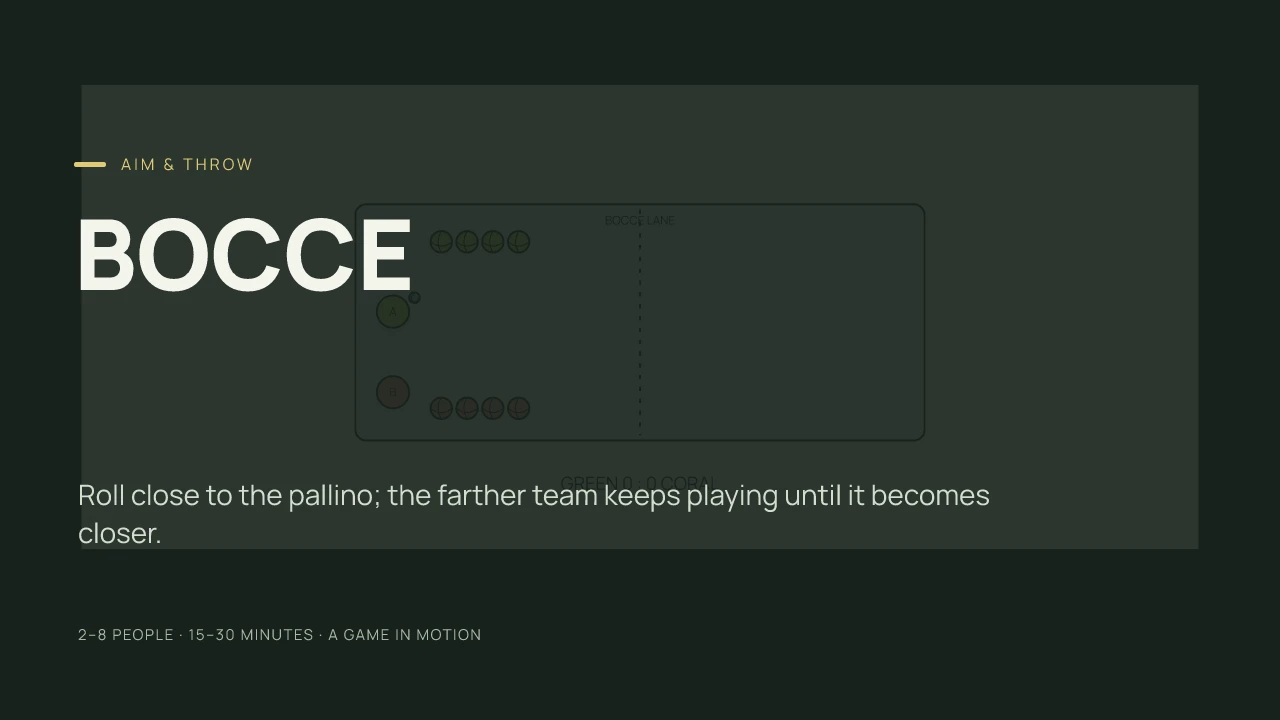 AIM & THROW
BOCCE
BOCCE LANE
A
GREEN 0 : 0 CORAL
Roll close to the pallino; the farther team keeps playing until it becomes
closer.
2–8 PEOPLE · 15–30 MINUTES · A GAME IN MOTION